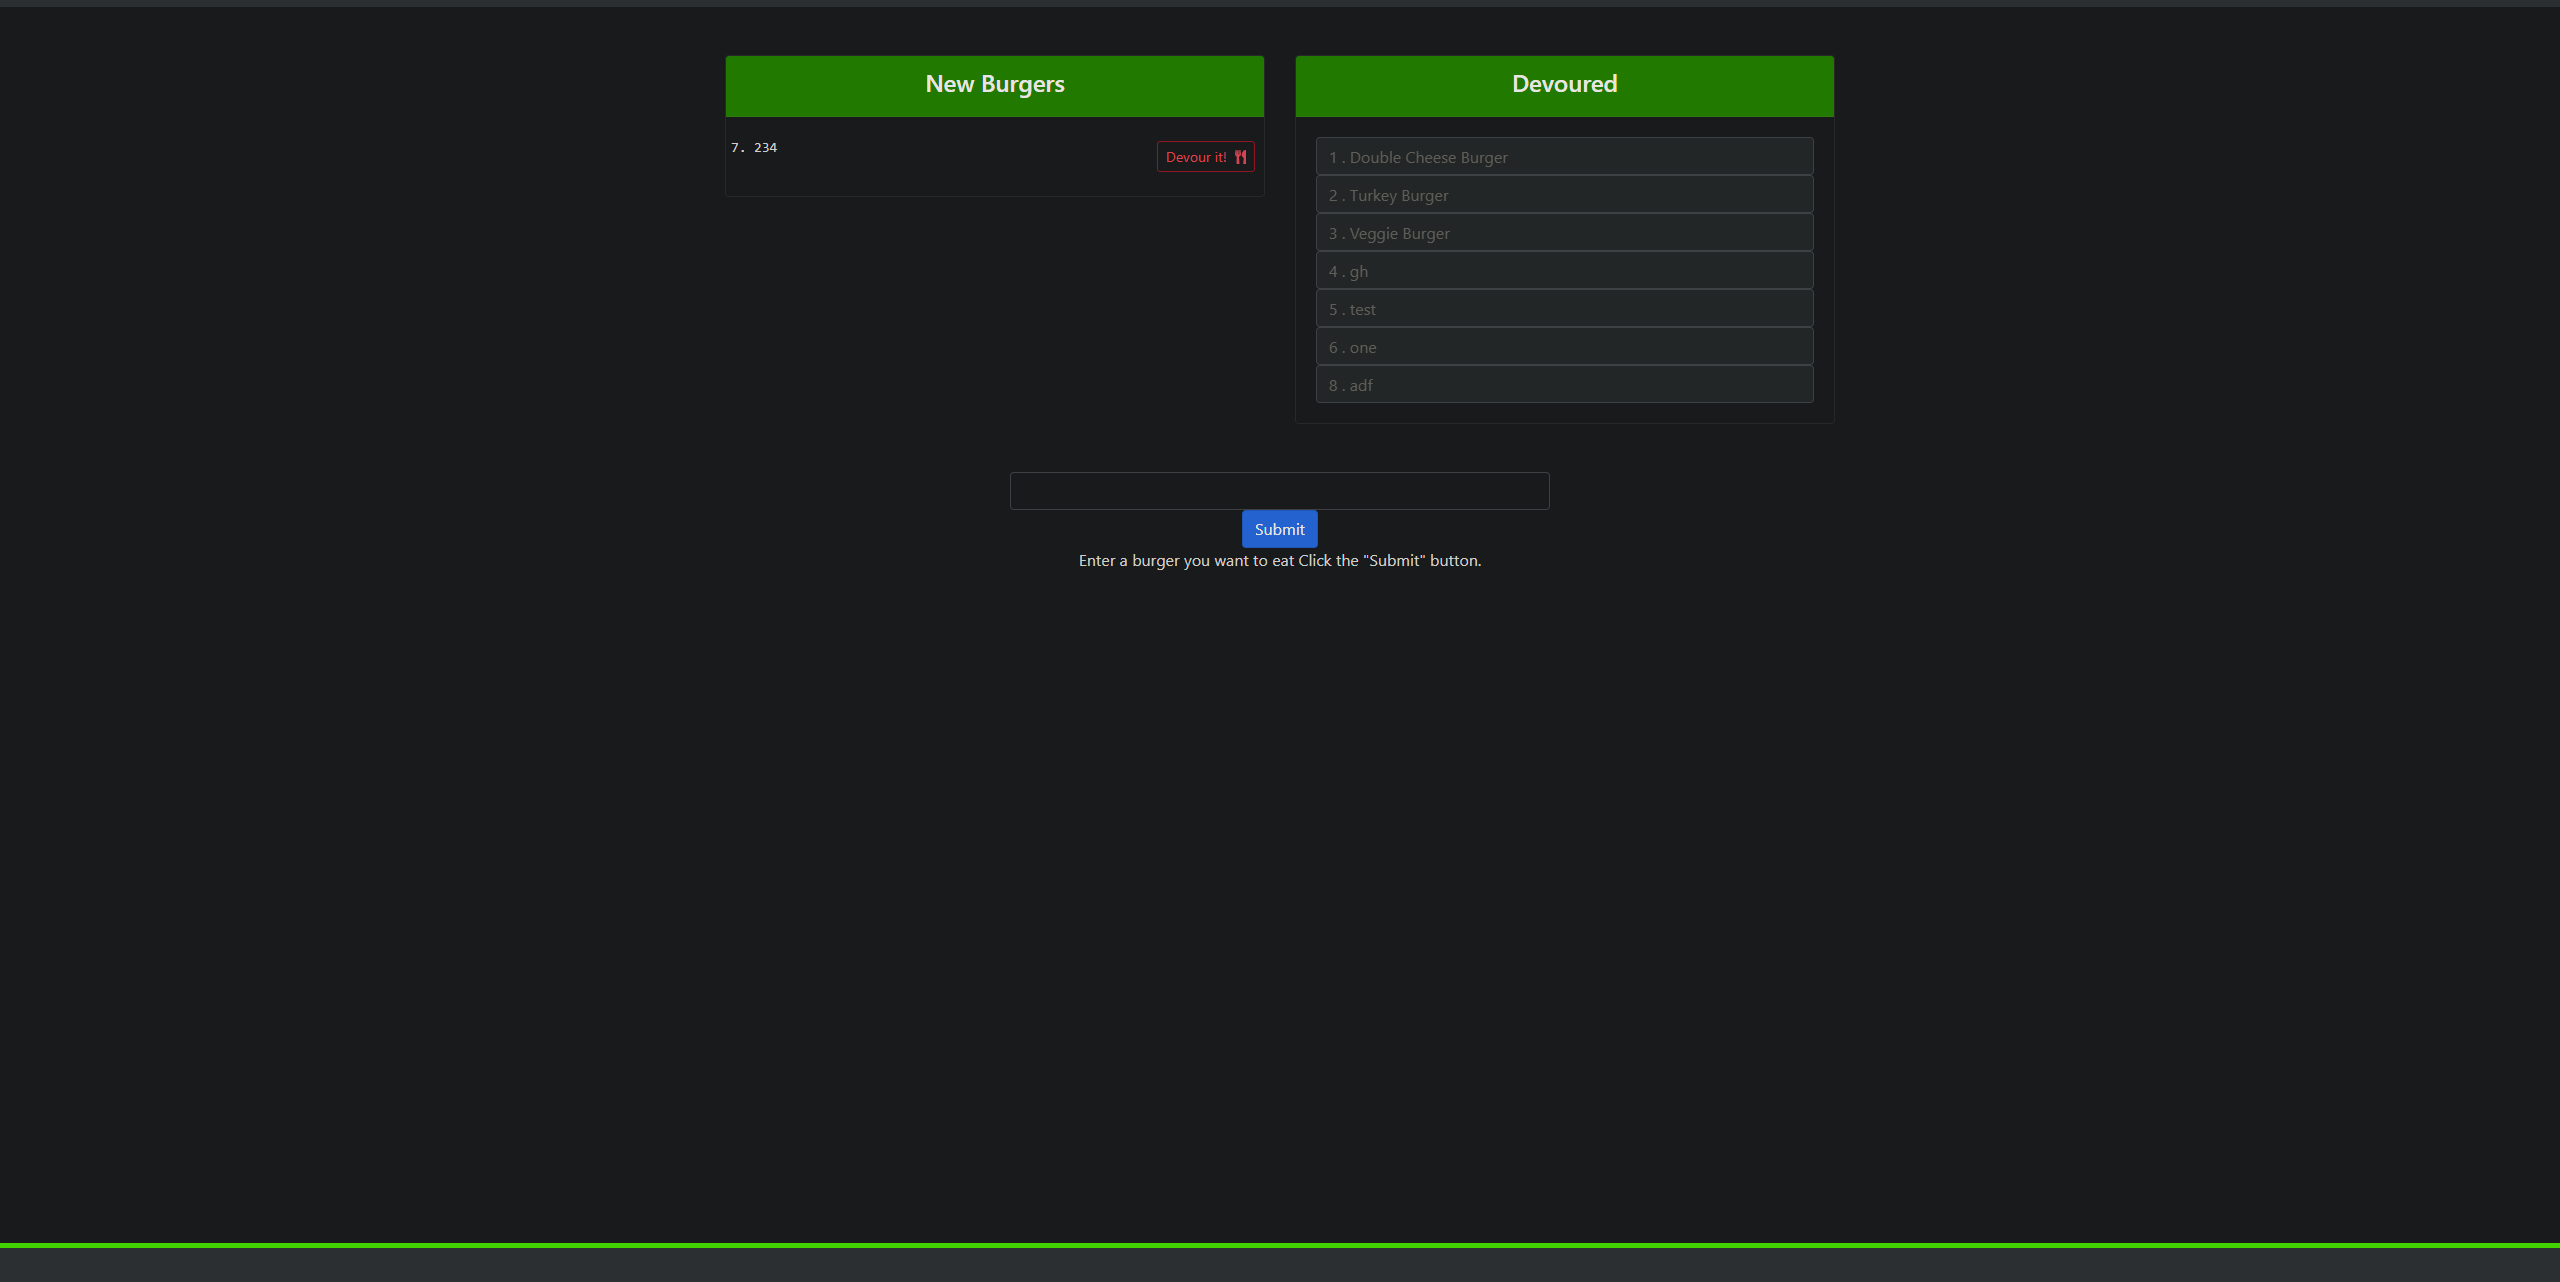 New Burgers
7. 234
Devour it!
Devoured
1 . Double Cheese Burger
2 . Turkey Burger
3 . Veggie Burger
4 . gh
5 . test
6 . one
8 . adf
Submit
Enter a burger you want to eat Click the "Submit" button.